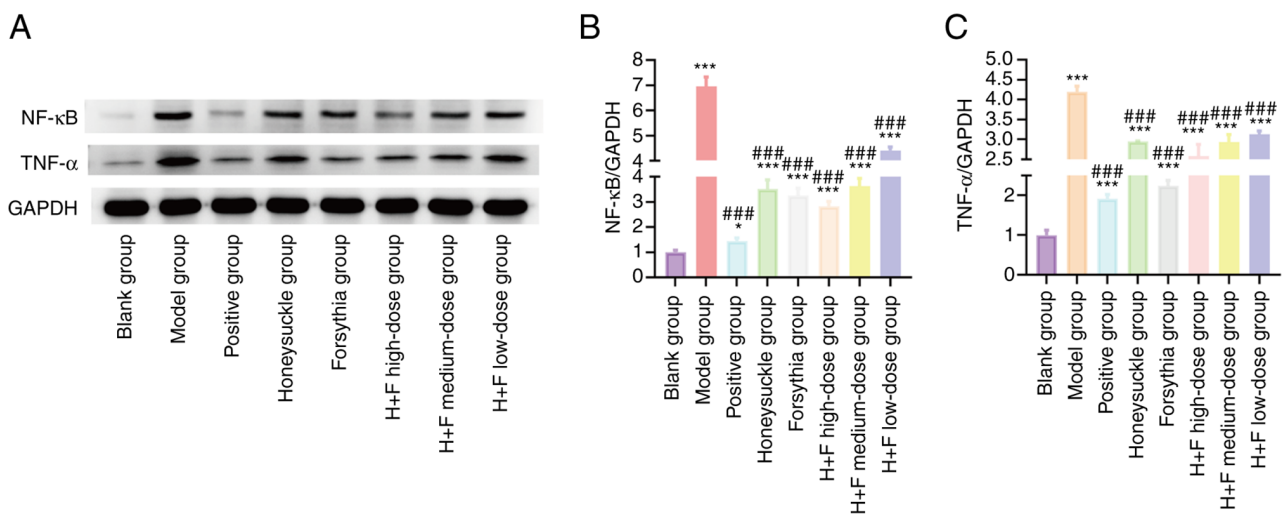 A
NF-κB
TNF-α
GAPDH
Blank group
Model group
Positive group
Honeysuckle group
Forsythia group
H+F high-dose group
H+F medium-dose group
H+F low-dose group
B
NF-κB/GAPDH
8
7
6
5
4
4
3
2
1
0
***
###
*
###
***
###
***
###
***
###
***
###
***
Blank group
Model group
Positive group
Honeysuckle group
Forsythia group
H+F high-dose group
H+F medium-dose group
H+F low-dose group
C
TNF-α/GAPDH
5.0
4.5
4.0
3.5
3.0
2.5
2
1
0
***
###
***
###
***
###
***
###
***
###
***
###
***
Blank group
Model group
Positive group
Honeysuckle group
Forsythia group
H+F high-dose group
H+F medium-dose group
H+F low-dose group